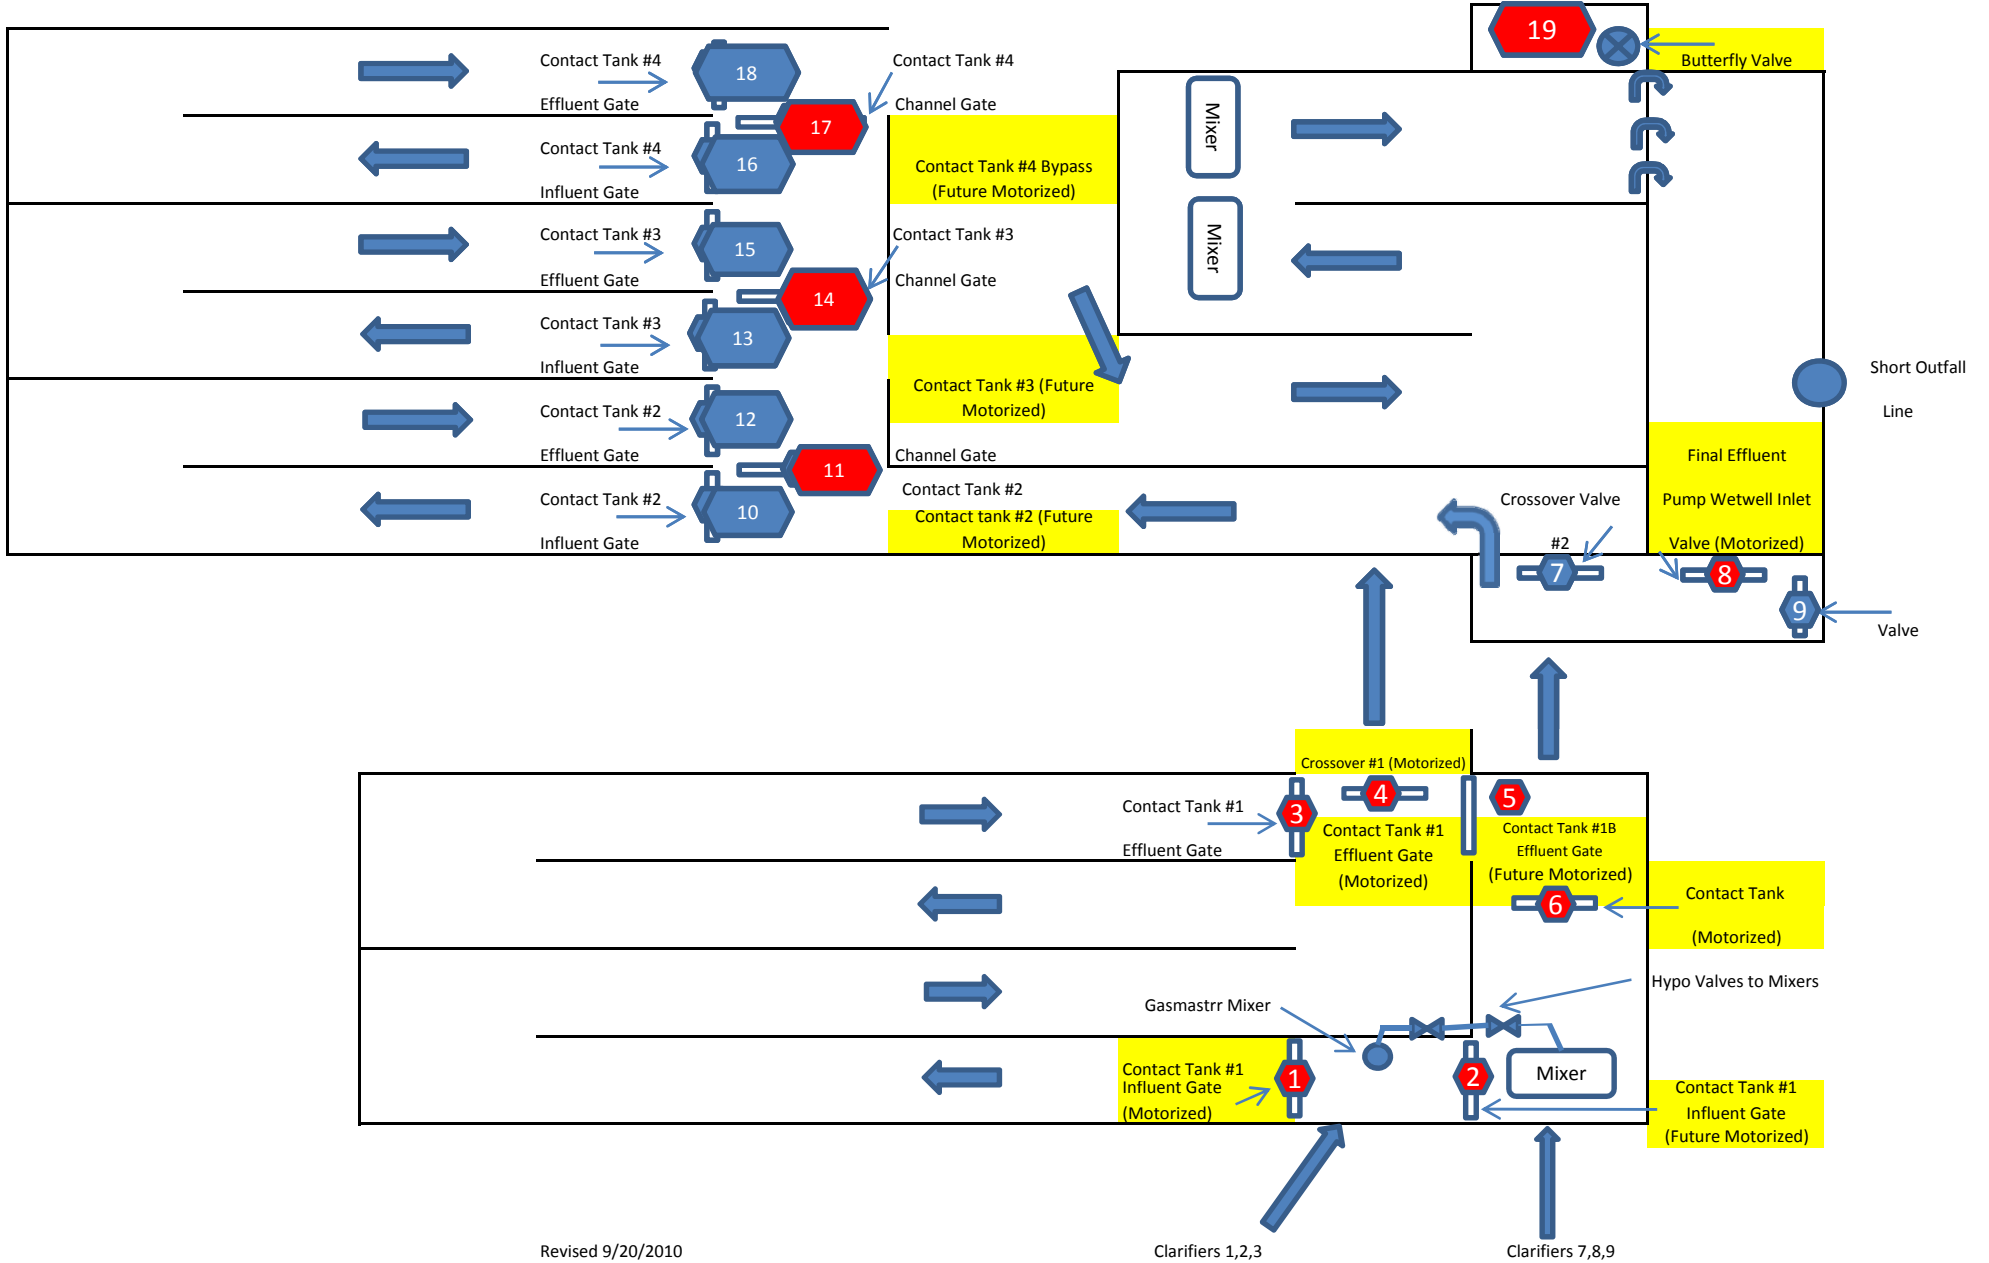 19
Butterfly Valve
Contact Tank #4
Effluent Gate
18
Contact Tank #4
Channel Gate
17
Contact Tank #4
Influent Gate
16
Contact Tank #4 Bypass
(Future Motorized)
Mixer
Mixer
Contact Tank #3
Effluent Gate
15
Contact Tank #3
Channel Gate
14
Contact Tank #3
Influent Gate
13
Contact Tank #3 (Future
Motorized)
Short Outfall
Line
Contact Tank #2
Effluent Gate
12
Channel Gate
Contact Tank #2
11
Contact Tank #2
Influent Gate
10
Contact tank #2 (Future
Motorized)
Crossover Valve
#2
7
Final Effluent
Pump Wetwell Inlet
Valve (Motorized)
8
9
Valve
Crossover #1 (Motorized)
4
5
Contact Tank #1
Effluent Gate
3
Contact Tank #1
Effluent Gate
(Motorized)
Contact Tank #1B
Effluent Gate
(Future Motorized)
6
Contact Tank
(Motorized)
Hypo Valves to Mixers
Gasmastrr Mixer
Contact Tank #1
Influent Gate
(Motorized)
1
2
Mixer
Contact Tank #1
Influent Gate
(Future Motorized)
Revised 9/20/2010
Clarifiers 1,2,3
Clarifiers 7,8,9